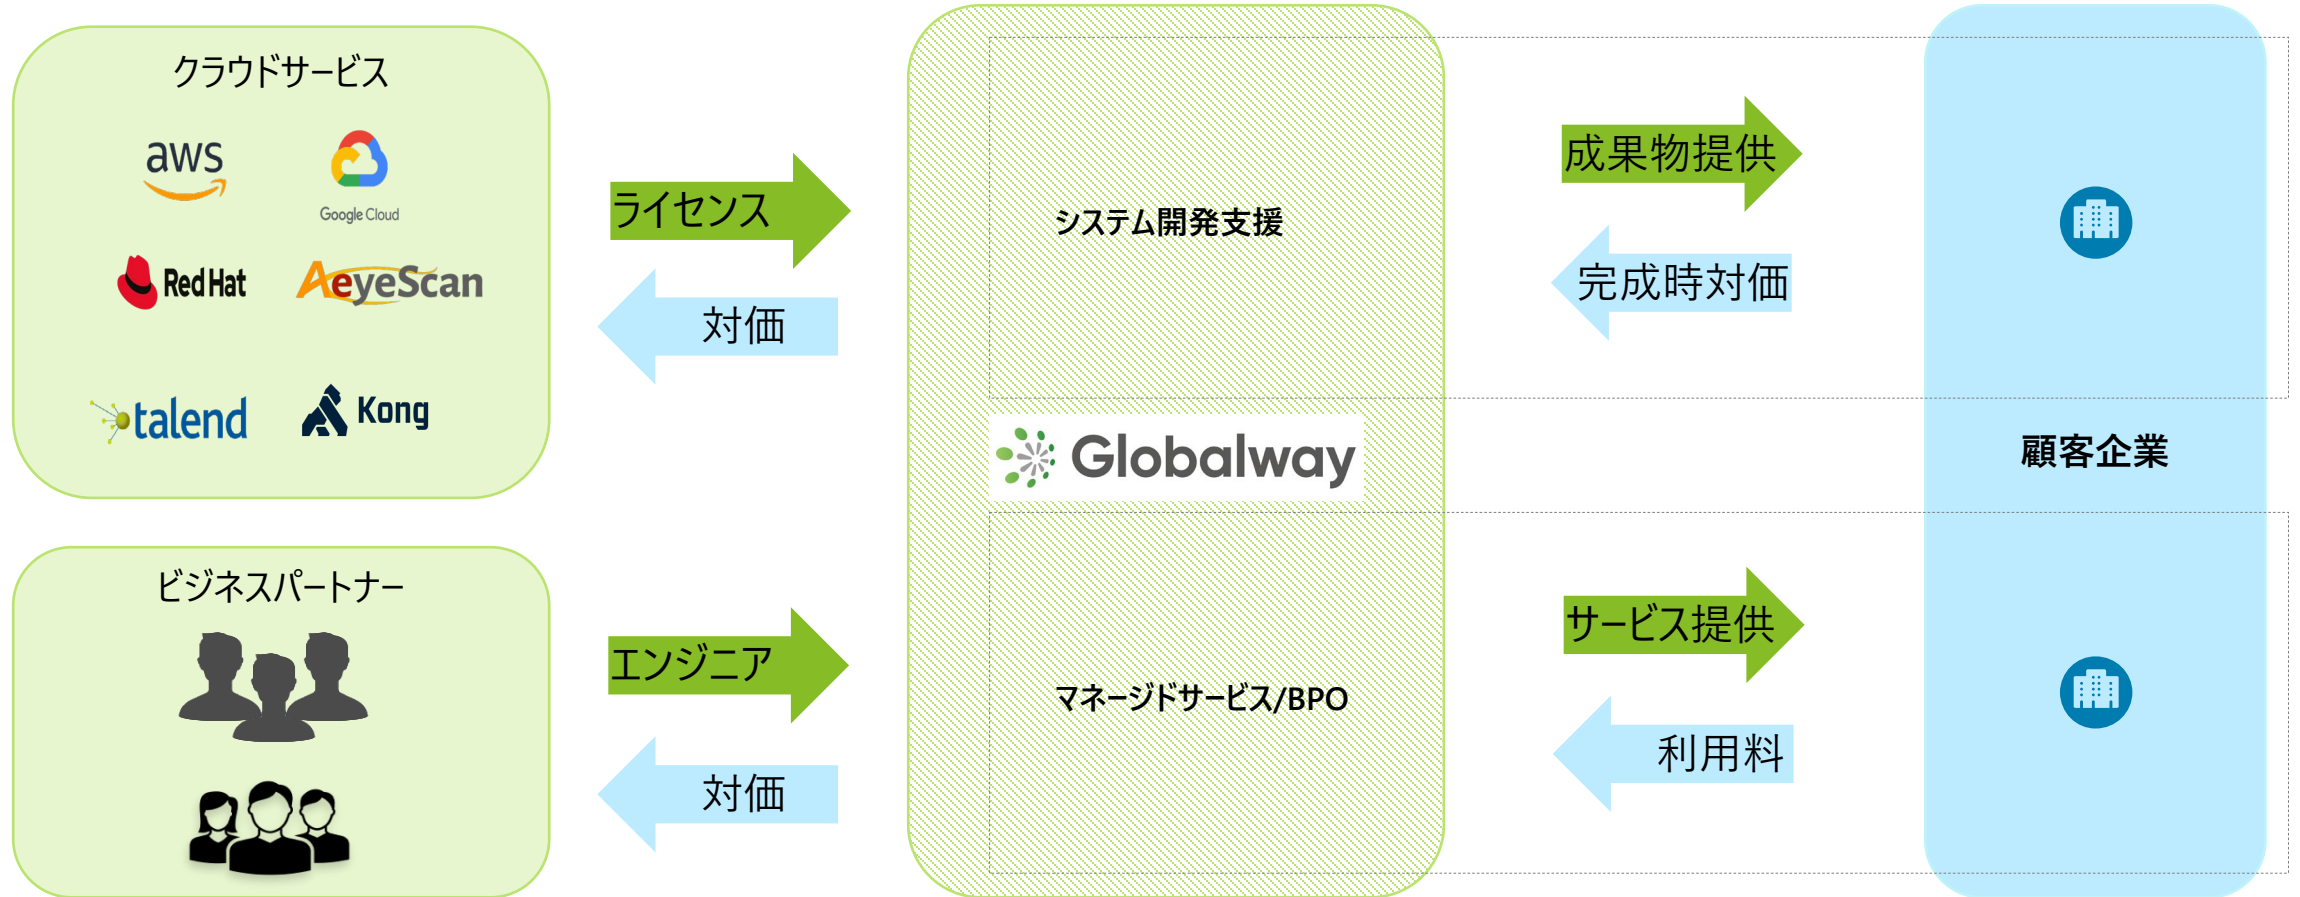 クラウドサービス
aws
Google Cloud
Red Hat
AeyeScan
talend
Kong
ビジネスパートナー
ライセンス
対価
エンジニア
対価
システム開発支援
Globalway
マネージドサービス/BPO
成果物提供
完成時対価
サービス提供
利用料
顧客企業